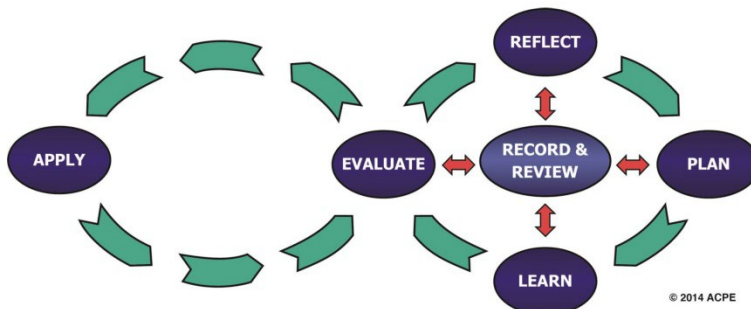 REFLECT
APPLY
EVALUATE
RECORD &
REVIEW
PLAN
LEARN
© 2014 ACPE